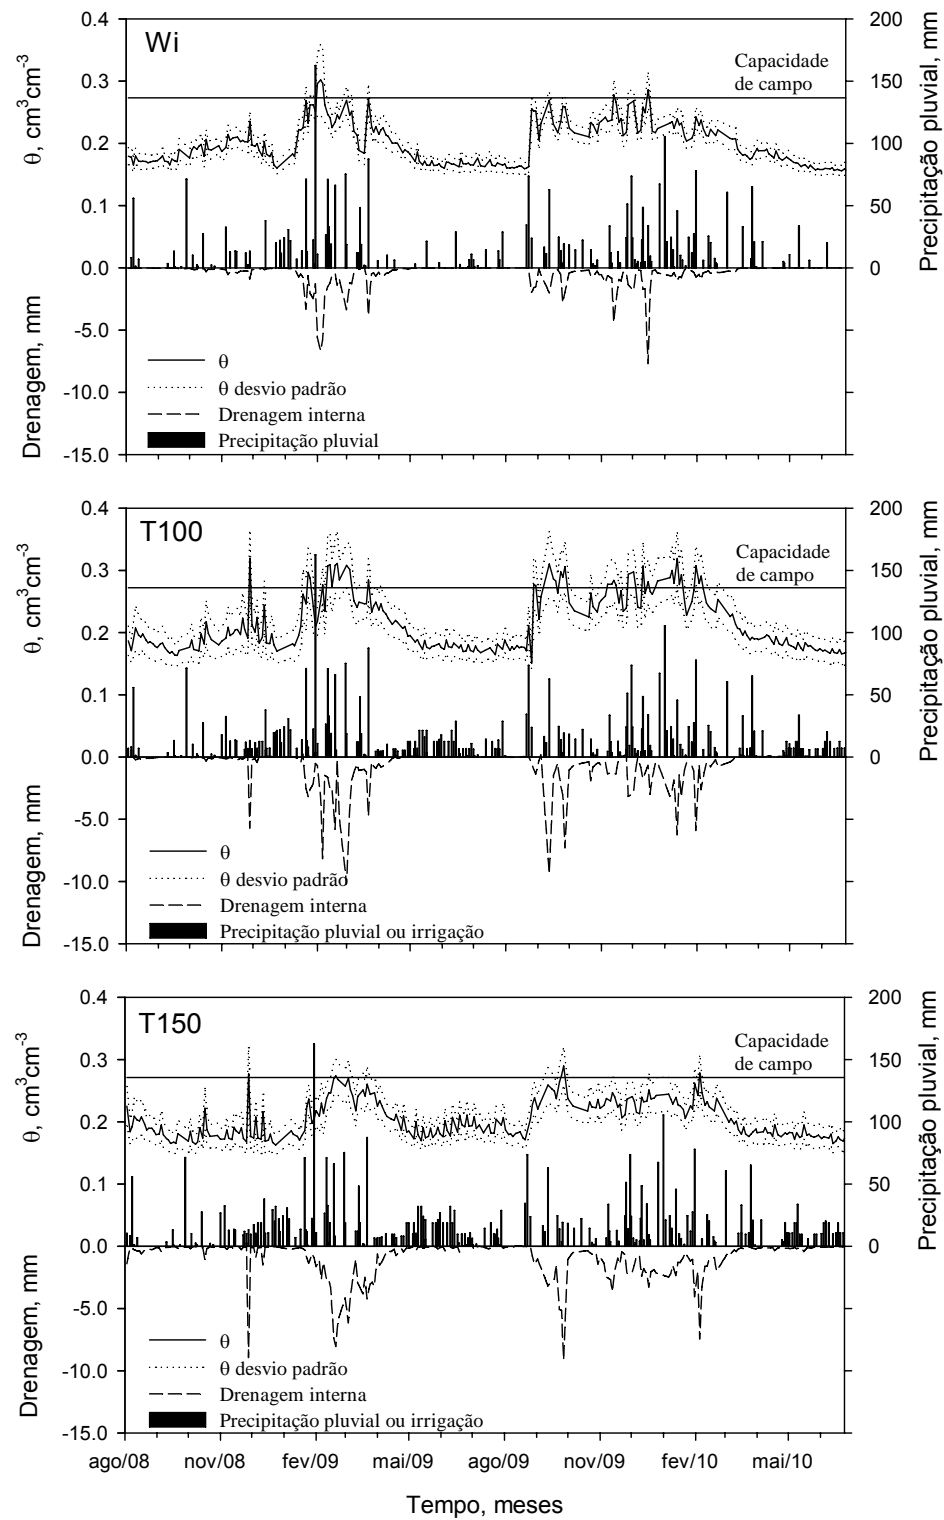 Wi
θ, cm³cm⁻³
Drenagem, mm
Precipitação pluvial, mm
0.4
0.3
0.2
0.1
0.0
-5.0
-10.0
-15.0
200
150
100
50
0
Capacidade
de campo
θ
θ desvio padrão
Drenagem interna
Precipitação pluvial
T100
θ, cm³cm⁻³
Drenagem, mm
Precipitação pluvial, mm
0.4
0.3
0.2
0.1
0.0
-5.0
-10.0
-15.0
200
150
100
50
0
Capacidade
de campo
θ
θ desvio padrão
Drenagem interna
Precipitação pluvial ou irrigação
T150
θ, cm³cm⁻³
Drenagem, mm
Precipitação pluvial, mm
0.4
0.3
0.2
0.1
0.0
-5.0
-10.0
-15.0
200
150
100
50
0
Capacidade
de campo
θ
θ desvio padrão
Drenagem interna
Precipitação pluvial ou irrigação
ago/08 nov/08 fev/09 mai/09 ago/09 nov/09 fev/10 mai/10
Tempo, meses